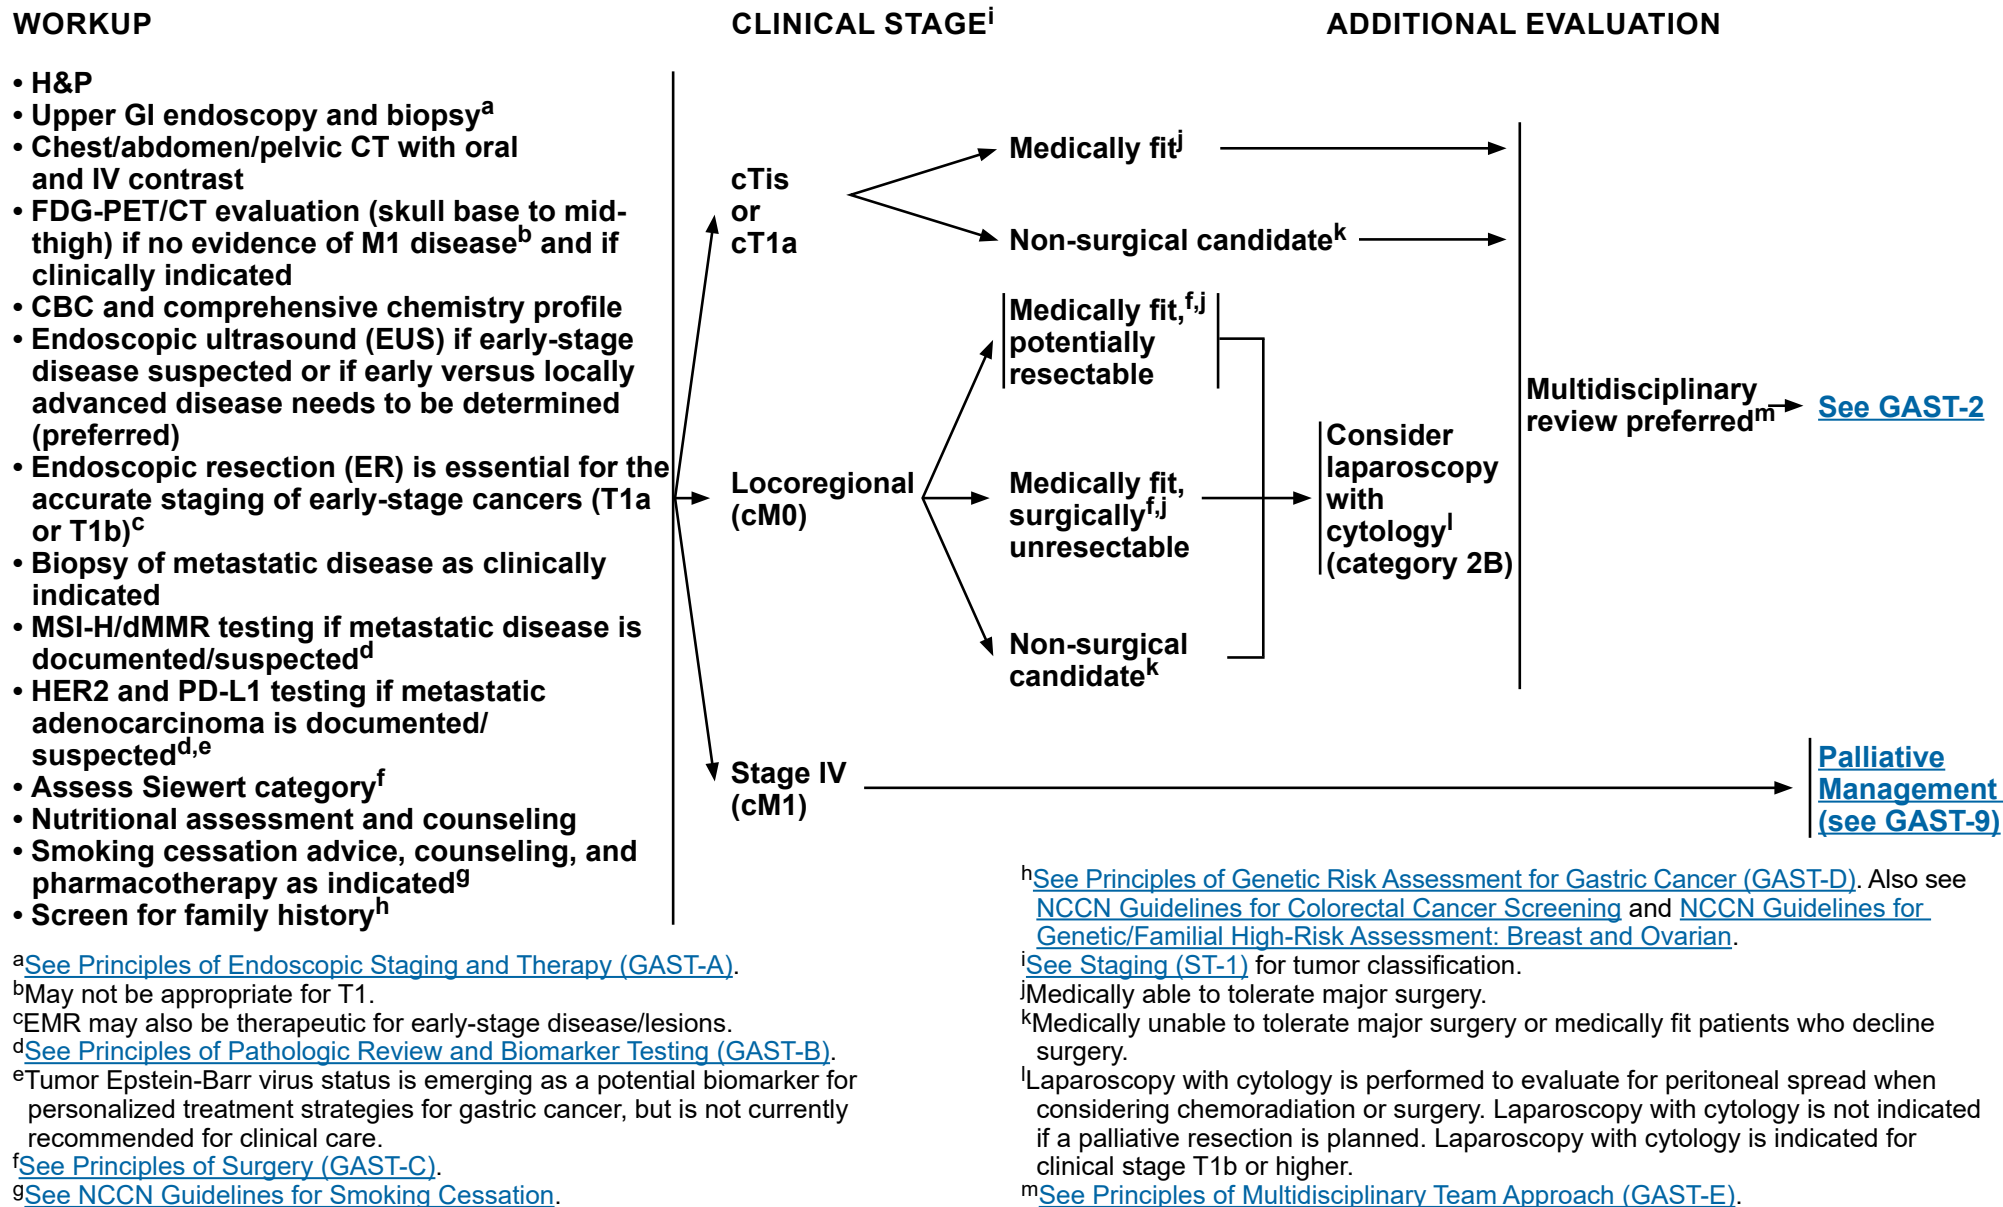 WORKUP
• H&P
• Upper GI endoscopy and biopsyᵃ
• Chest/abdomen/pelvic CT with oral
and IV contrast
• FDG-PET/CT evaluation (skull base to mid-
thigh) if no evidence of M1 diseaseᵇ and if
clinically indicated
• CBC and comprehensive chemistry profile
• Endoscopic ultrasound (EUS) if early-stage
disease suspected or if early versus locally
advanced disease needs to be determined
(preferred)
• Endoscopic resection (ER) is essential for the
accurate staging of early-stage cancers (T1a
or T1b)ᶜ
• Biopsy of metastatic disease as clinically
indicated
• MSI-H/dMMR testing if metastatic disease is
documented/suspectedᵈ
• HER2 and PD-L1 testing if metastatic
adenocarcinoma is documented/
suspectedᵈ,ᵉ
• Assess Siewert categoryᶠ
• Nutritional assessment and counseling
• Smoking cessation advice, counseling, and
pharmacotherapy as indicatedᵍ
• Screen for family historyʰ
CLINICAL STAGEⁱ
cTis
or
cT1a
Medically fitʲ
Non-surgical candidateᵏ
Locoregional
(cM0)
Medically fit,ᶠ,ʲ
potentially
resectable
Medically fit,
surgicallyᶠ,ʲ
unresectable
Non-surgical
candidateᵏ
Stage IV
(cM1)
ADDITIONAL EVALUATION
Consider
laparoscopy
with
cytologyˡ
(category 2B)
Multidisciplinary
review preferredᵐ
See GAST-2
Palliative
Management
(see GAST-9)
ᵃSee Principles of Endoscopic Staging and Therapy (GAST-A).
ᵇMay not be appropriate for T1.
ᶜEMR may also be therapeutic for early-stage disease/lesions.
ᵈSee Principles of Pathologic Review and Biomarker Testing (GAST-B).
ᵉTumor Epstein-Barr virus status is emerging as a potential biomarker for
personalized treatment strategies for gastric cancer, but is not currently
recommended for clinical care.
ᶠSee Principles of Surgery (GAST-C).
ᵍSee NCCN Guidelines for Smoking Cessation.
ʰSee Principles of Genetic Risk Assessment for Gastric Cancer (GAST-D). Also see
NCCN Guidelines for Colorectal Cancer Screening and NCCN Guidelines for
Genetic/Familial High-Risk Assessment: Breast and Ovarian.
ⁱSee Staging (ST-1) for tumor classification.
ʲMedically able to tolerate major surgery.
ᵏMedically unable to tolerate major surgery or medically fit patients who decline
surgery.
ˡLaparoscopy with cytology is performed to evaluate for peritoneal spread when
considering chemoradiation or surgery. Laparoscopy with cytology is not indicated
if a palliative resection is planned. Laparoscopy with cytology is indicated for
clinical stage T1b or higher.
ᵐSee Principles of Multidisciplinary Team Approach (GAST-E).